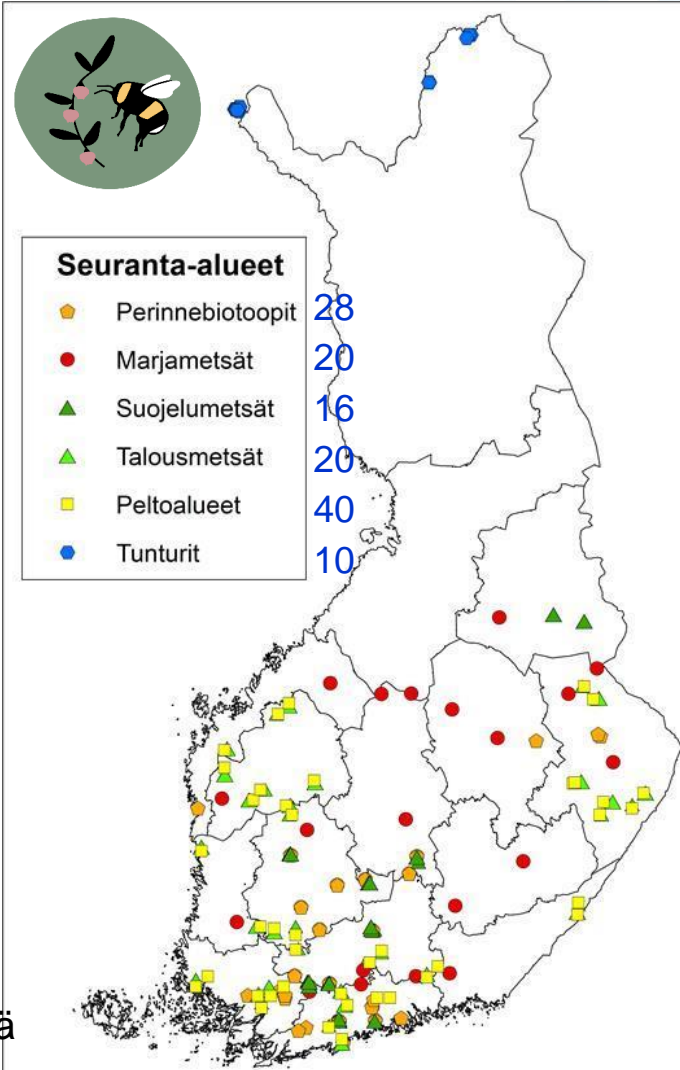 Seuranta-alueet
Perinnebiotoopit 28
Marjametsät 20
Suojelumetsät 16
Talousmetsät 20
Peltoalueet 40
Tunturit 10
ä